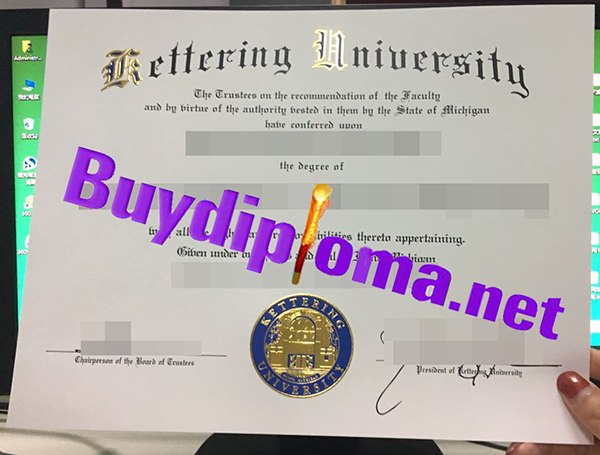 Kettering University
The Trustees on the recommendation of the Faculty
and by virtue of the authority vested in them by the State of Michigan
have conferred upon
the degree of
Buydiploma.net
thereto appertaining.
Given under
Chairperson of the Board of Trustees
KETTERING UNIVERSITY
President of Kettering University
Administr...